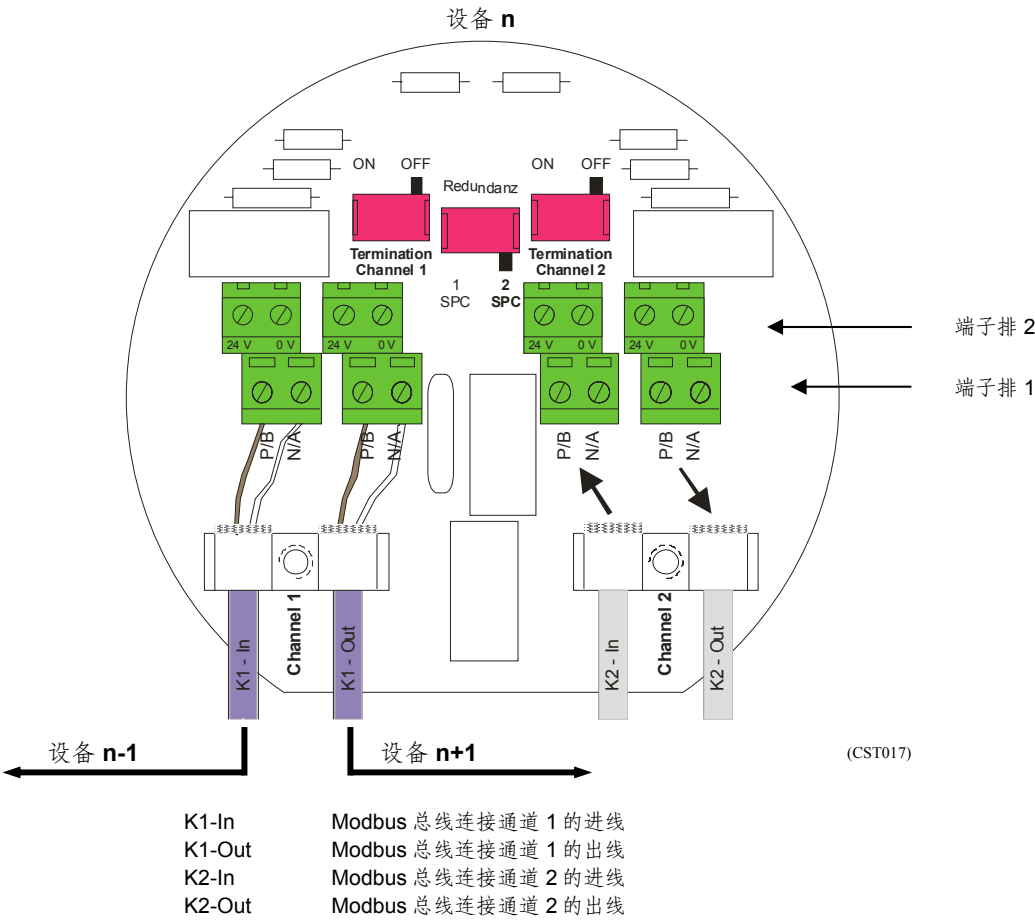 设备 n
ON OFF
Redundanz
ON OFF
Termination
Channel 1
Termination
Channel 2
1
SPC
2
SPC
24 V 0 V
24 V 0 V
24 V 0 V
24 V 0 V
端子排 2
端子排 1
P/B
N/A
P/B
N/A
P/B
N/A
P/B
N/A
K1 - In
Channel 1
K1 - Out
K2 - In
Channel 2
K2 - Out
设备 n-1
设备 n+1
(CST017)
K1-In Modbus 总线连接通道 1 的进线
K1-Out Modbus 总线连接通道 1 的出线
K2-In Modbus 总线连接通道 2 的进线
K2-Out Modbus 总线连接通道 2 的出线